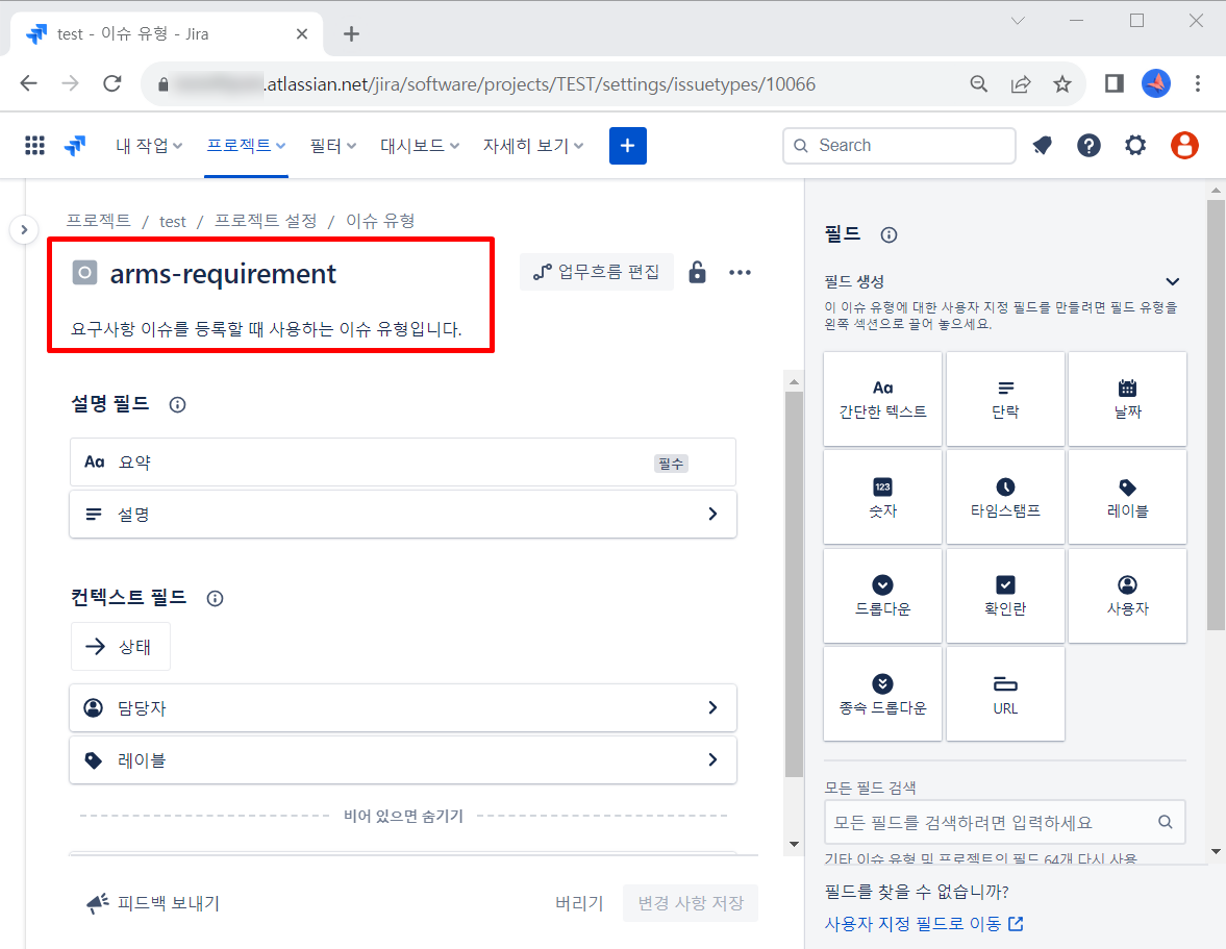 test - 이슈 유형 - Jira
.atlassian.net/jira/software/projects/TEST/settings/issuetypes/10066
내 작업 프로젝트 필터 대시보드 자세히 보기 + Search
프로젝트 / test / 프로젝트 설정 / 이슈 유형
arms-requirement
업무흐름 편집
요구사항 이슈를 등록할 때 사용하는 이슈 유형입니다.
설명 필드
Aa 요약 필수
설명
컨텍스트 필드
상태
담당자
레이블
비어 있으면 숨기기
피드백 보내기
버리기 변경 사항 저장
필드
필드 생성
이 이슈 유형에 대한 사용자 지정 필드를 만들려면 필드 유형을
왼쪽 섹션으로 끌어 놓으세요.
Aa
간단한 텍스트 단락 날짜
123
숫자 타임스탬프 레이블
드롭다운 확인란 사용자
종속 드롭다운 URL
모든 필드 검색
모든 필드를 검색하려면 입력하세요
기타 이슈 유형 및 프로젝트의 필드 64개 다시 사용
필드를 찾을 수 없습니까?
사용자 지정 필드로 이동